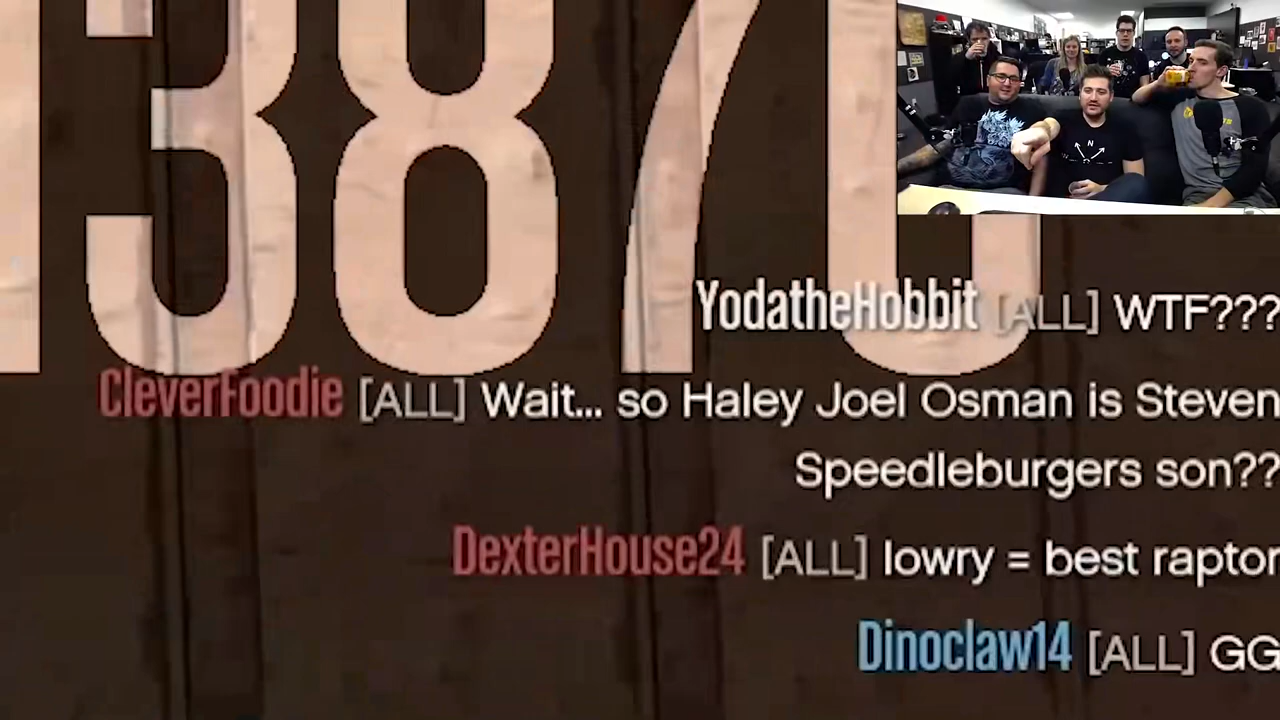 3870
YodatheHobbit [ALL] WTF???
CleverFoodie [ALL] Wait... so Haley Joel Osman is Steven
Speedleburgers son??
DexterHouse24 [ALL] lowry = best raptor
Dinoclaw14 [ALL] GG
N